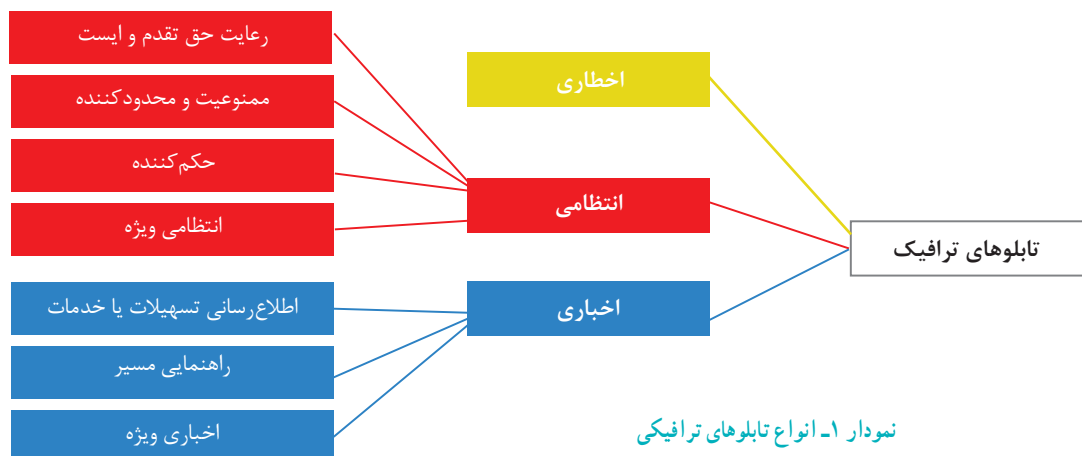 تابلوهای ترافیک
اخطاری
انتظامی
رعایت حق تقدم و ایست
ممنوعیت و محدودکننده
حکم‌کننده
انتظامی ویژه
اخباری
اطلاع‌رسانی تسهیلات یا خدمات
راهنمایی مسیر
اخباری ویژه
نمودار ۱ـ انواع تابلوهای ترافیکی